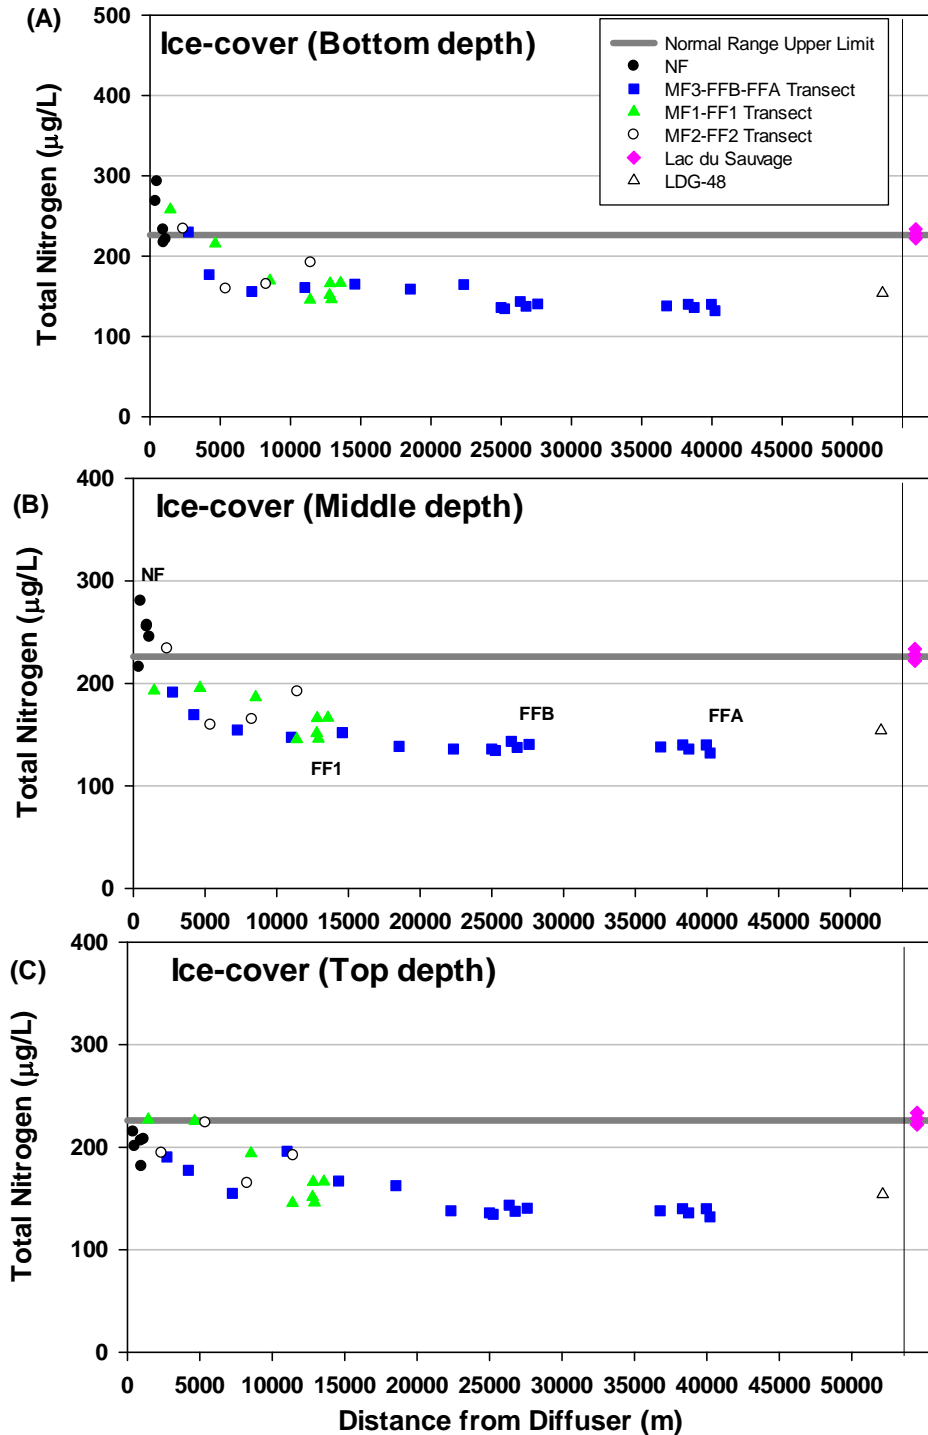 (A)
Ice-cover (Bottom depth)
Normal Range Upper Limit
NF
MF3-FFB-FFA Transect
MF1-FF1 Transect
MF2-FF2 Transect
Lac du Sauvage
LDG-48
Total Nitrogen (µg/L)
500
400
300
200
100
0
0 5000 10000 15000 20000 25000 30000 35000 40000 45000 50000
(B)
Ice-cover (Middle depth)
Total Nitrogen (µg/L)
400
300
200
100
0
NF
FFB
FFA
FF1
0 5000 10000 15000 20000 25000 30000 35000 40000 45000 50000
(C)
Ice-cover (Top depth)
Total Nitrogen (µg/L)
400
300
200
100
0
0 5000 10000 15000 20000 25000 30000 35000 40000 45000 50000
Distance from Diffuser (m)